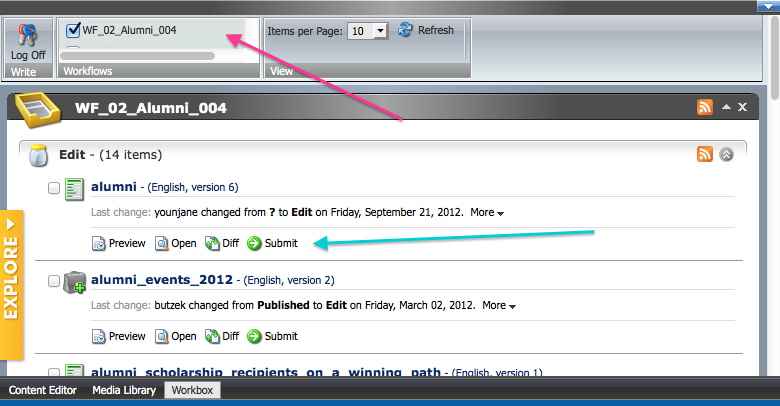 WF_02_Alumni_004
Items per Page: 10 Refresh
Log Off
Write Workflows View
WF_02_Alumni_004 X
Edit - (14 items)
alumni - (English, version 6)
Last change: younjane changed from ? to Edit on Friday, September 21, 2012. More
Preview Open Diff Submit
EXPLORE
alumni_events_2012 - (English, version 2)
Last change: butzek changed from Published to Edit on Friday, March 02, 2012. More
Preview Open Diff Submit
alumni_scholarship_recipients_on_a_winning_path - (English, version 1)
Content Editor Media Library Workbox